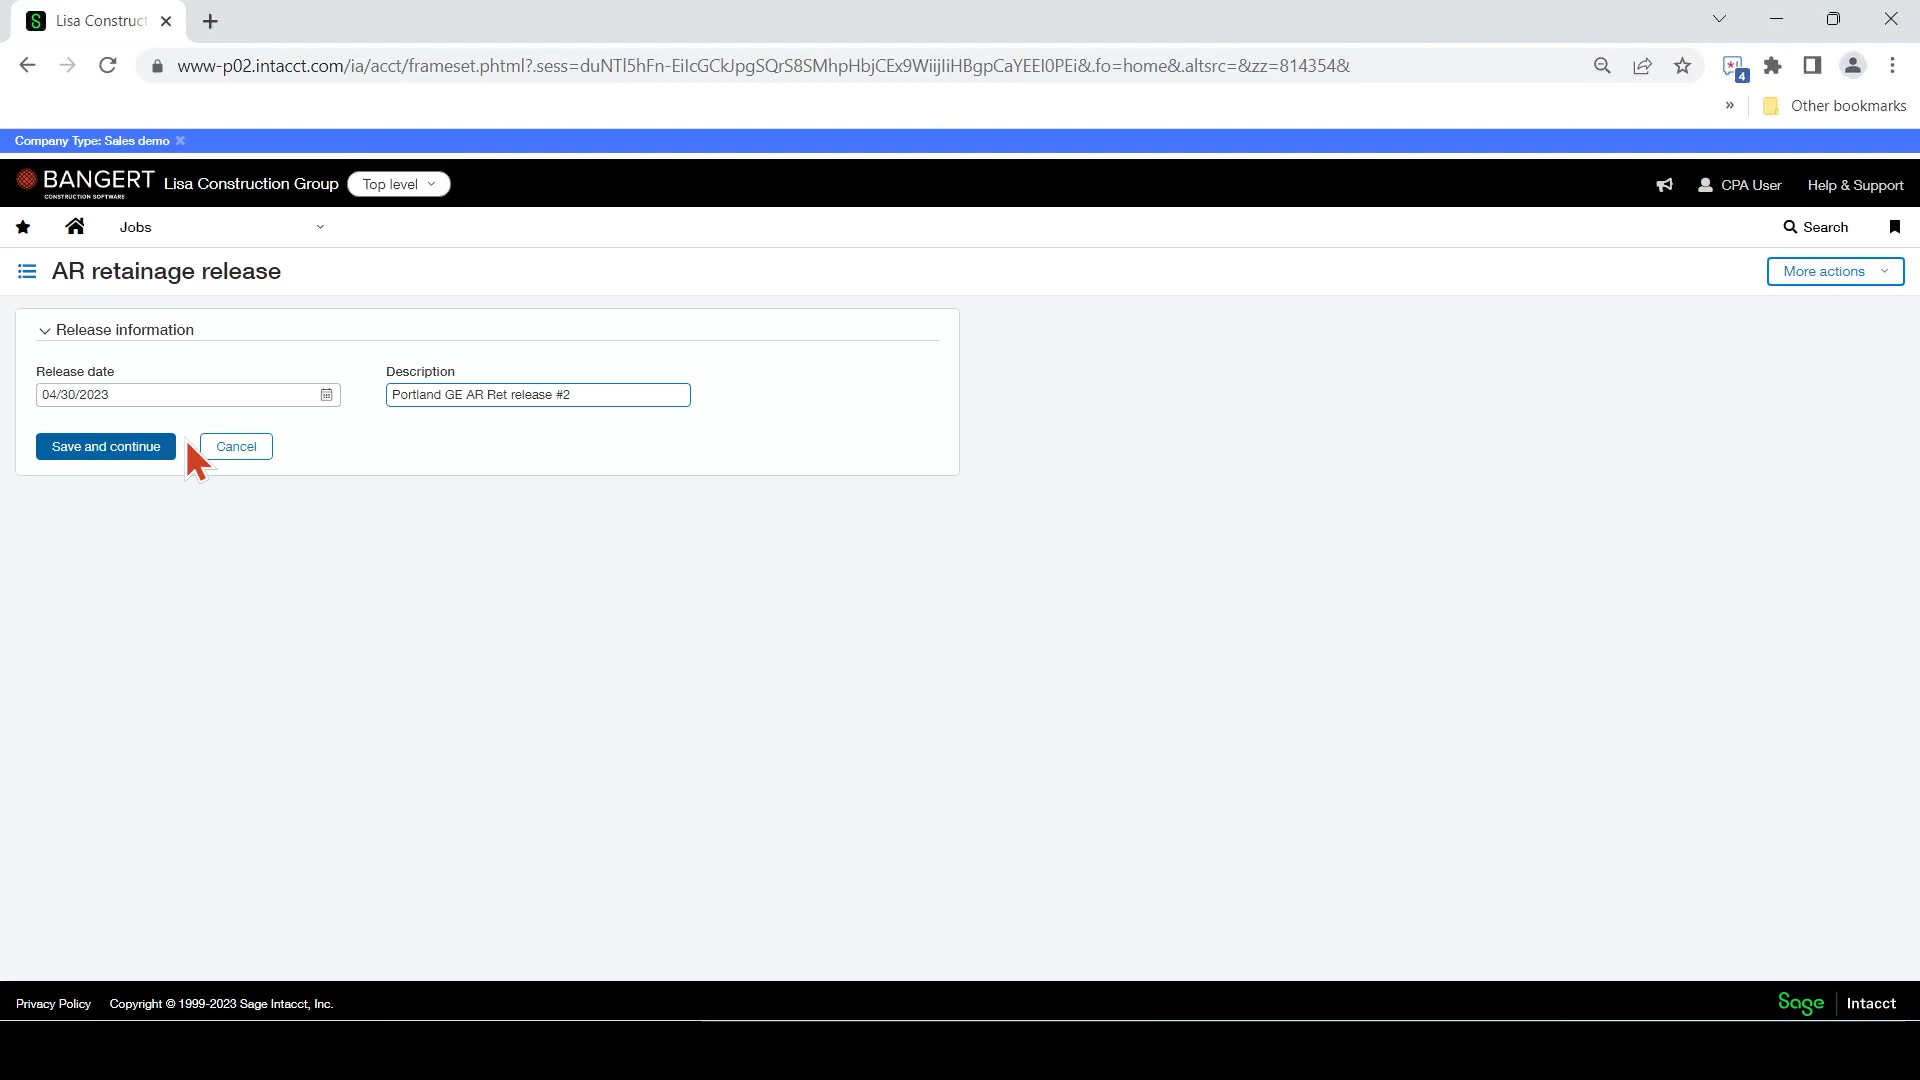 Lisa Construct
www-p02.intacct.com/ia/acct/frameset.phtml?.sess=duNTl5hFn-EilcGCkJpgSQrS8SMhpHbjCEx9WiijIiHBgpCaYEEI0PEi&.fo=home&.altsrc=&zz=814354&
4
» Other bookmarks
Company Type: Sales demo
BANGERT
CONSTRUCTION SOFTWARE
Lisa Construction Group Top level
CPA User Help & Support
Jobs Search
AR retainage release More actions
Release information
Release date Description
04/30/2023 Portland GE AR Ret release #2
Save and continue Cancel
Privacy Policy Copyright © 1999-2023 Sage Intacct, Inc. Sage Intacct